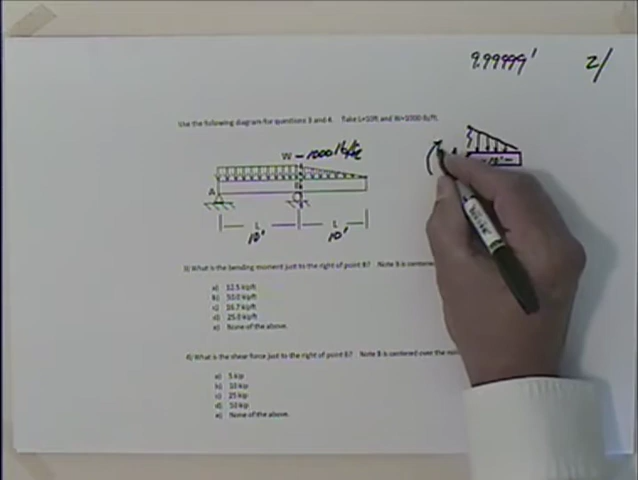 9.99999' 2/
Use the following diagram for questions 3 and 4. Take L=10ft and W=1000 lb/ft.
W - 1000 lb/ft
10'
A
B
L L
10' 10'
3) What is the bending moment just to the right of point B? Note B is centered
a) 12.5 kip·ft
b) 50.0 kip·ft
c) 16.7 kip·ft
d) 25.0 kip·ft
e) None of the above.
4) What is the shear force just to the right of point B? Note B is centered over the
a) 5 kip
b) 10 kip
c) 25 kip
d) 50 kip
e) None of the above.